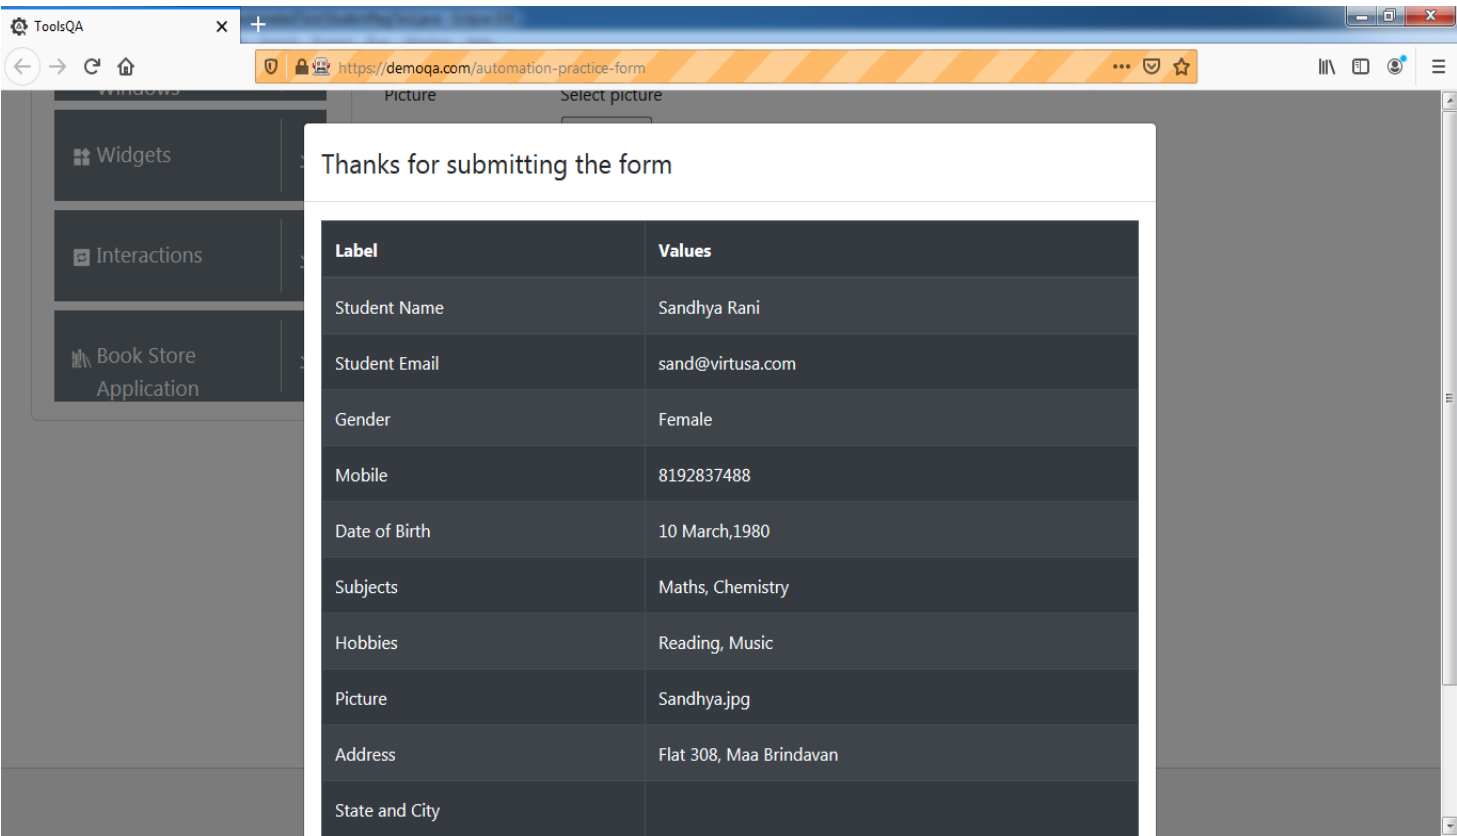 ToolsQA
https://demoqa.com/automation-practice-form
Windows
Picture Select picture
Widgets
Interactions
Book Store
Application
Thanks for submitting the form
Label Values
Student Name Sandhya Rani
Student Email sand@virtusa.com
Gender Female
Mobile 8192837488
Date of Birth 10 March,1980
Subjects Maths, Chemistry
Hobbies Reading, Music
Picture Sandhya.jpg
Address Flat 308, Maa Brindavan
State and City